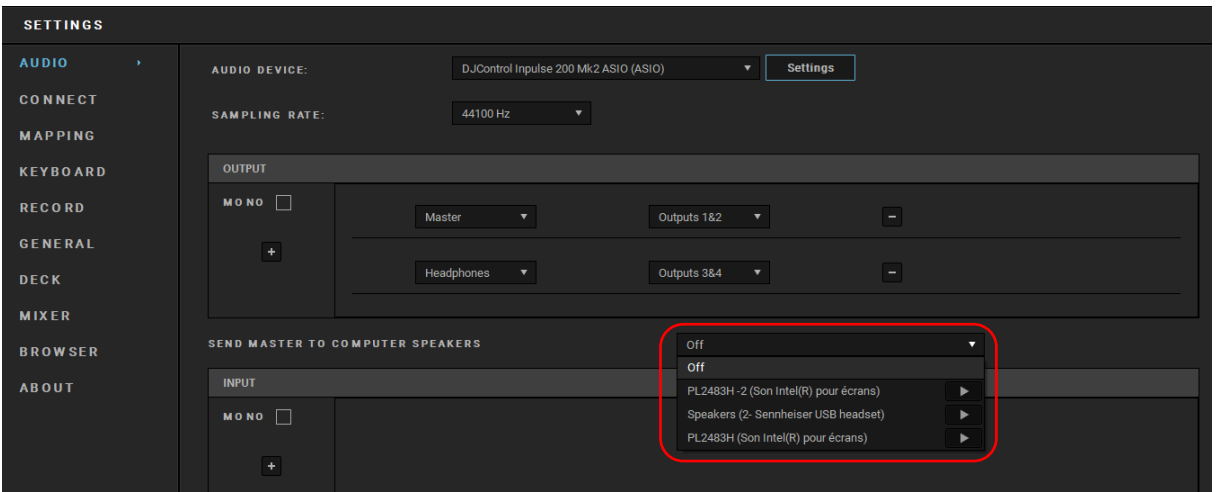 SETTINGS
AUDIO
CONNECT
MAPPING
KEYBOARD
RECORD
GENERAL
DECK
MIXER
BROWSER
ABOUT
AUDIO DEVICE:
DJControl Inpulse 200 Mk2 ASIO (ASIO)
Settings
SAMPLING RATE:
44100 Hz
OUTPUT
MONO
+
Master
Outputs 1&2
−
Headphones
Outputs 3&4
−
SEND MASTER TO COMPUTER SPEAKERS
Off
Off
PL2483H -2 (Son Intel(R) pour écrans)
Speakers (2- Sennheiser USB headset)
PL2483H (Son Intel(R) pour écrans)
INPUT
MONO
+